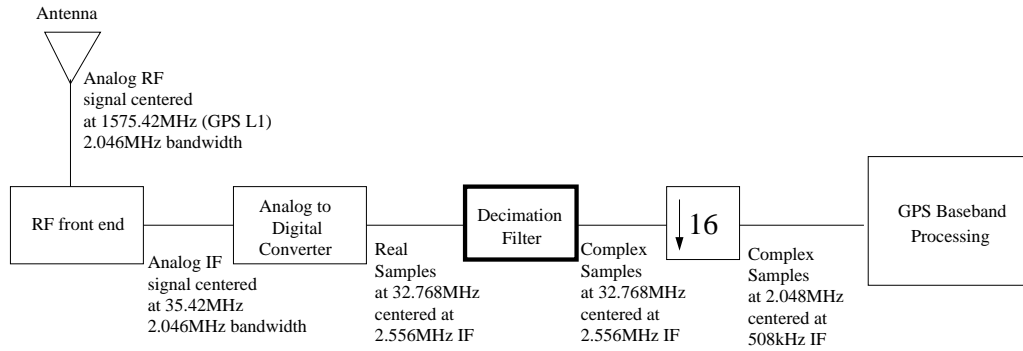 Antenna
Analog RF
signal centered
at 1575.42MHz (GPS L1)
2.046MHz bandwidth
RF front end
Analog IF
signal centered
at 35.42MHz
2.046MHz bandwidth
Analog to
Digital
Converter
Real
Samples
at 32.768MHz
centered at
2.556MHz IF
Decimation
Filter
Complex
Samples
at 32.768MHz
centered at
2.556MHz IF
16
Complex
Samples
at 2.048MHz
centered at
508kHz IF
GPS Baseband
Processing